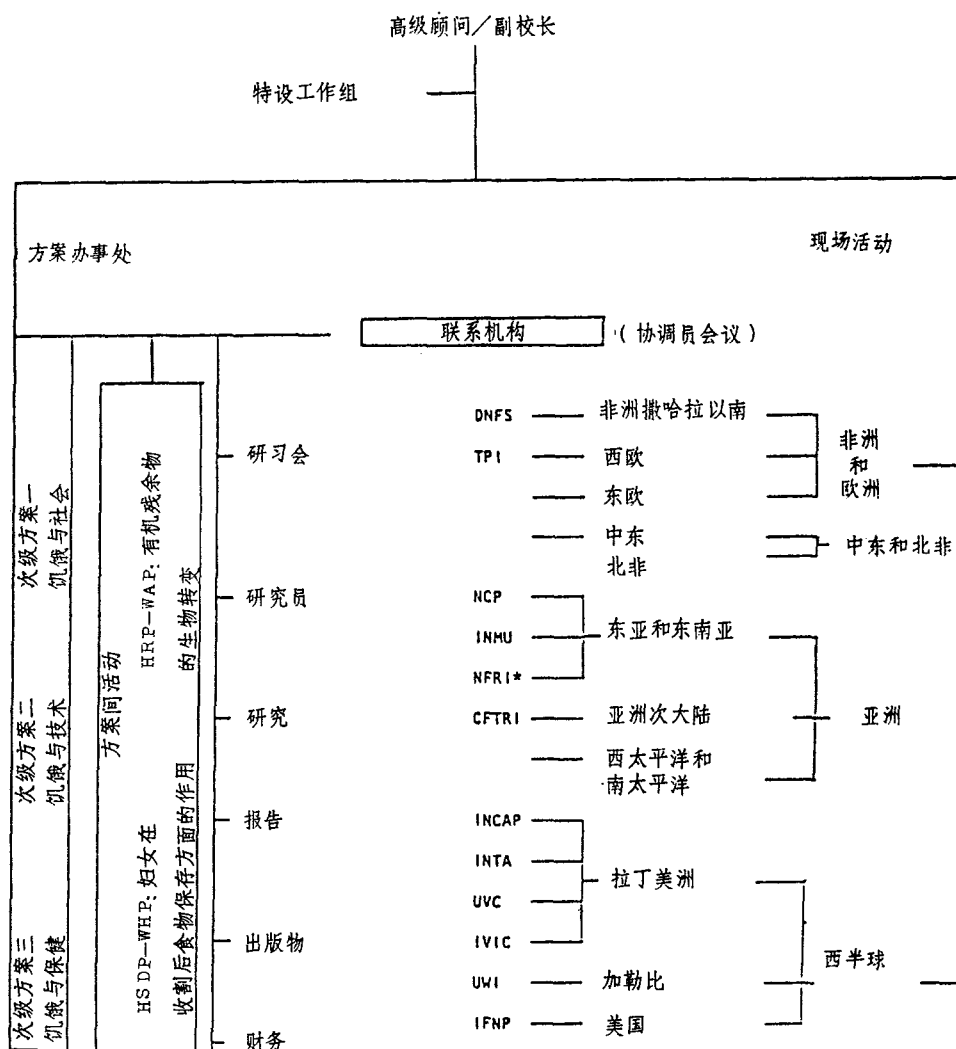 高级顾问／副校长
特设工作组
方案办事处
现场活动
联系机构 （协调员会议）
次级方案一
饥饿与社会
次级方案二
饥饿与技术
次级方案三
饥饿与保健
方案间活动
HRP-WAP: 有机残余物
的生物转变
HSDP-WHP: 妇女在
收割后食物保存方面的作用
研习会
研究员
研究
报告
出版物
财务
DNFS 非洲撒哈拉以南
TPI 西欧
东欧
非洲
和
欧洲
中东
北非
中东和北非
NCP
INMU 东亚和东南亚
NFRI*
CFTRI 亚洲次大陆
亚洲
西太平洋和
南太平洋
INCAP
INTA 拉丁美洲
UVC
IVIC
西半球
UWI 加勒比
IFNP 美国